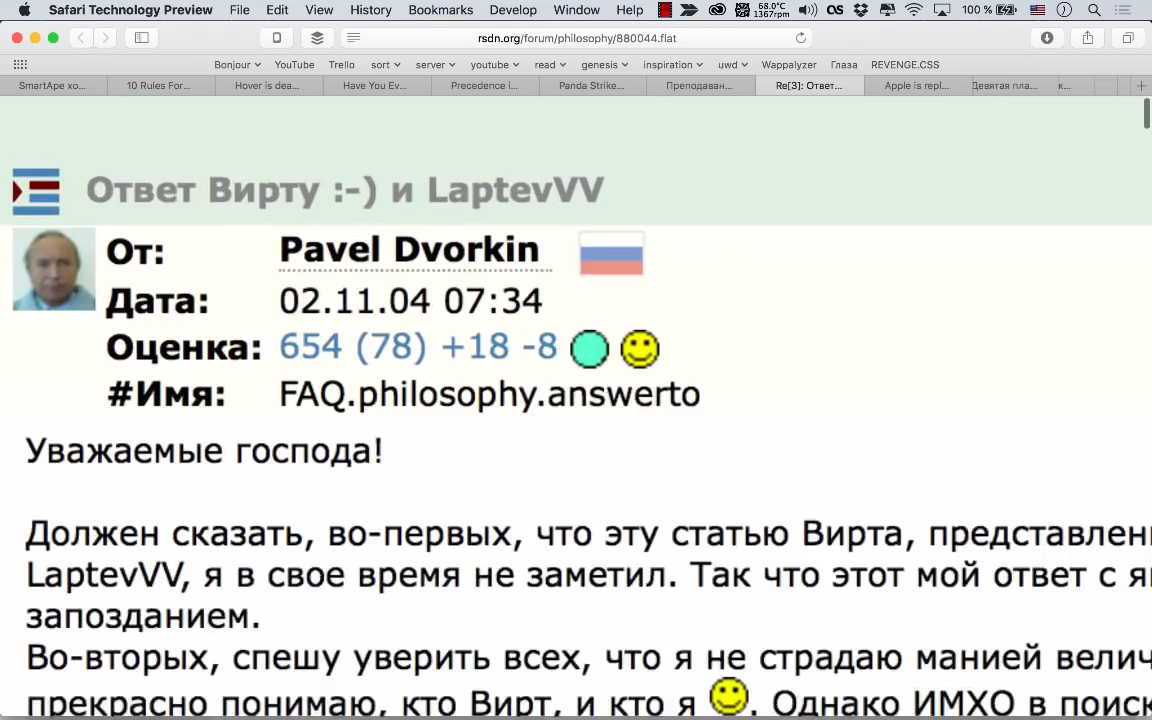 Safari Technology Preview File Edit View History Bookmarks Develop Window Help 68.0°C 1367rpm 100 %
rsdn.org/forum/philosophy/880044.flat
Bonjour YouTube Trello sort server youtube read genesis inspiration uwd Wappalyzer Глаза REVENGE.CSS
SmartApe хо... 10 Rules For... Hover is dea... Have You Ev... Precedence i... Panda Strike... Преподаван... Re[3]: Ответ... Apple is repl... Девятая пла... к...
Ответ Вирту :-) и LaptevVV
От: Pavel Dvorkin
Дата: 02.11.04 07:34
Оценка: 654 (78) +18 -8
#Имя: FAQ.philosophy.answerto
Уважаемые господа!
Должен сказать, во-первых, что эту статью Вирта, представлен
LaptevVV, я в свое время не заметил. Так что этот мой ответ с я
запозданием.
Во-вторых, спешу уверить всех, что я не страдаю манией велич
прекрасно понимаю, кто Вирт, и кто я . Однако ИМХО в поиск